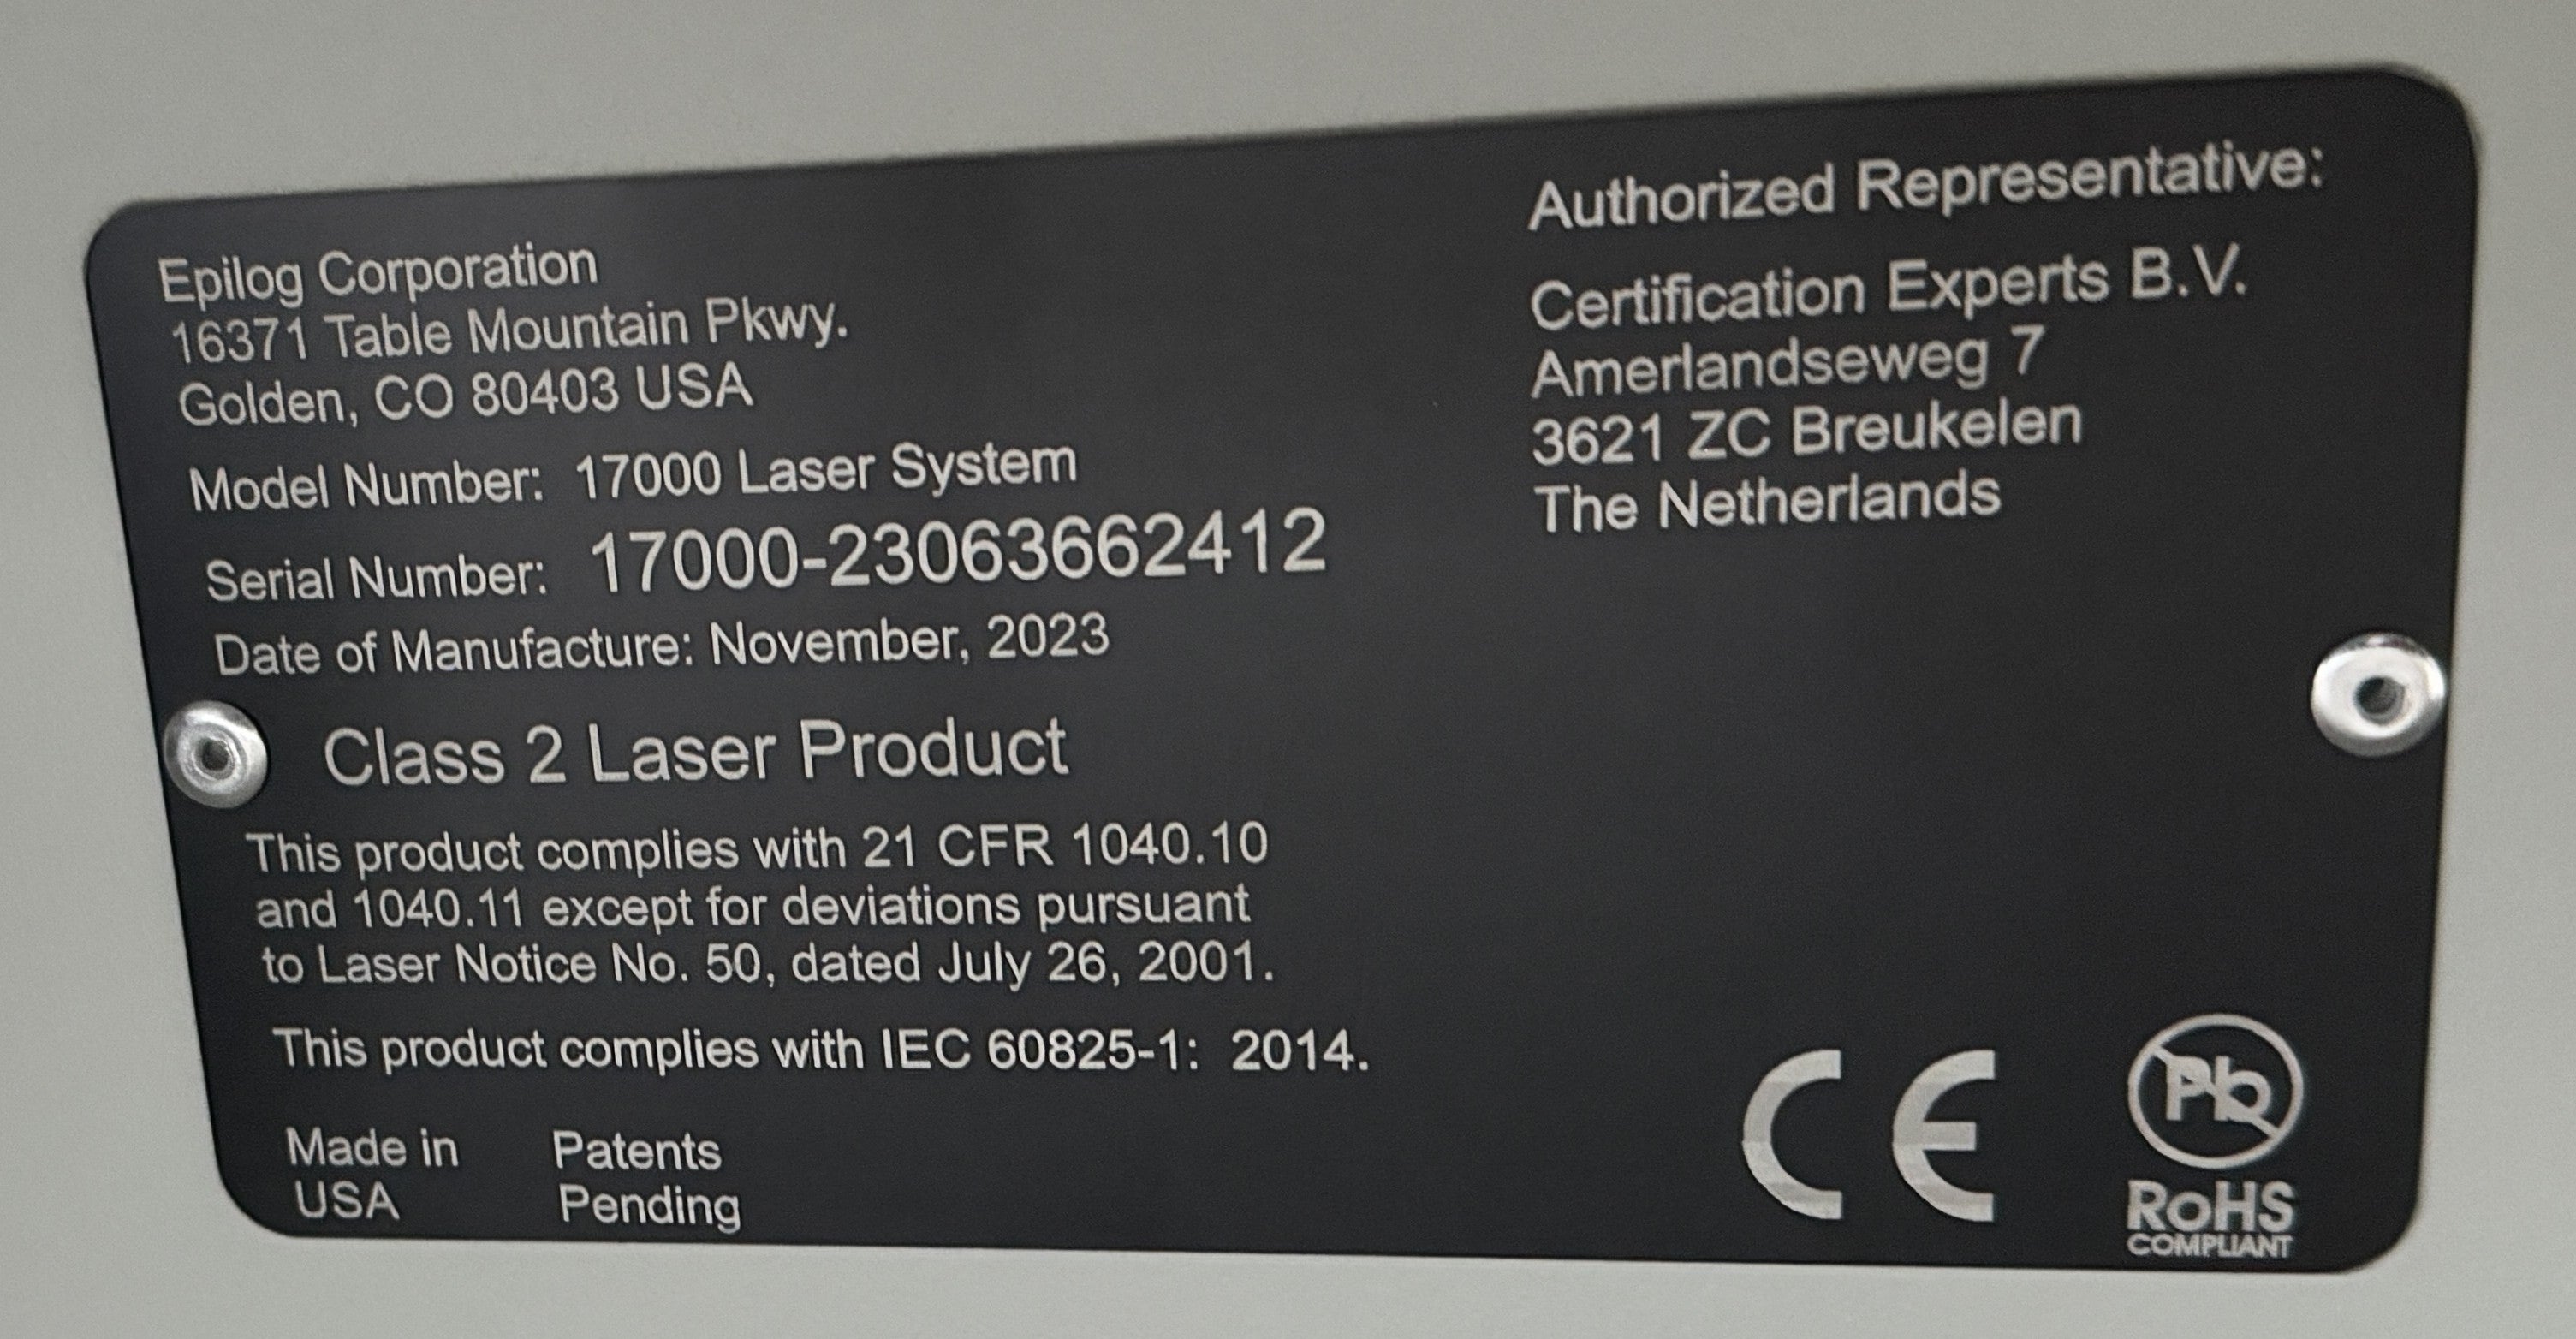 Epilog Corporation
16371 Table Mountain Pkwy.
Golden, CO 80403 USA
Model Number: 17000 Laser System
Serial Number: 17000-23063662412
Date of Manufacture: November, 2023
Class 2 Laser Product
This product complies with 21 CFR 1040.10
and 1040.11 except for deviations pursuant
to Laser Notice No. 50, dated July 26, 2001.
This product complies with IEC 60825-1: 2014.
Made in
USA
Patents
Pending
Authorized Representative:
Certification Experts B.V.
Amerlandseweg 7
3621 ZC Breukelen
The Netherlands
CE
Pb
RoHS
COMPLIANT